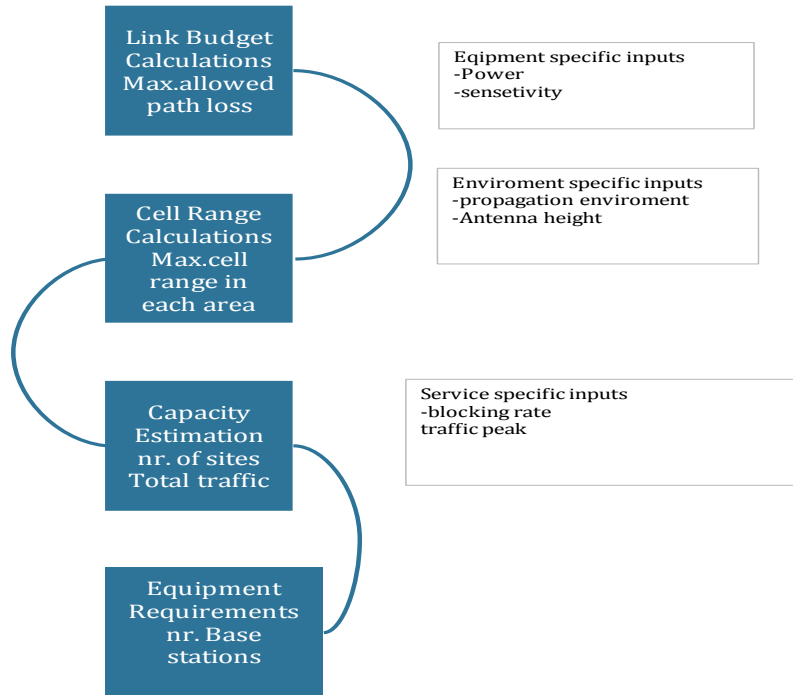 Link Budget
Calculations
Max.allowed
path loss
Eqipment specific inputs
-Power
-sensetivity
Enviroment specific inputs
-propagation enviroment
-Antenna height
Cell Range
Calculations
Max.cell
range in
each area
Service specific inputs
-blocking rate
traffic peak
Capacity
Estimation
nr. of sites
Total traffic
Equipment
Requirements
nr. Base
stations